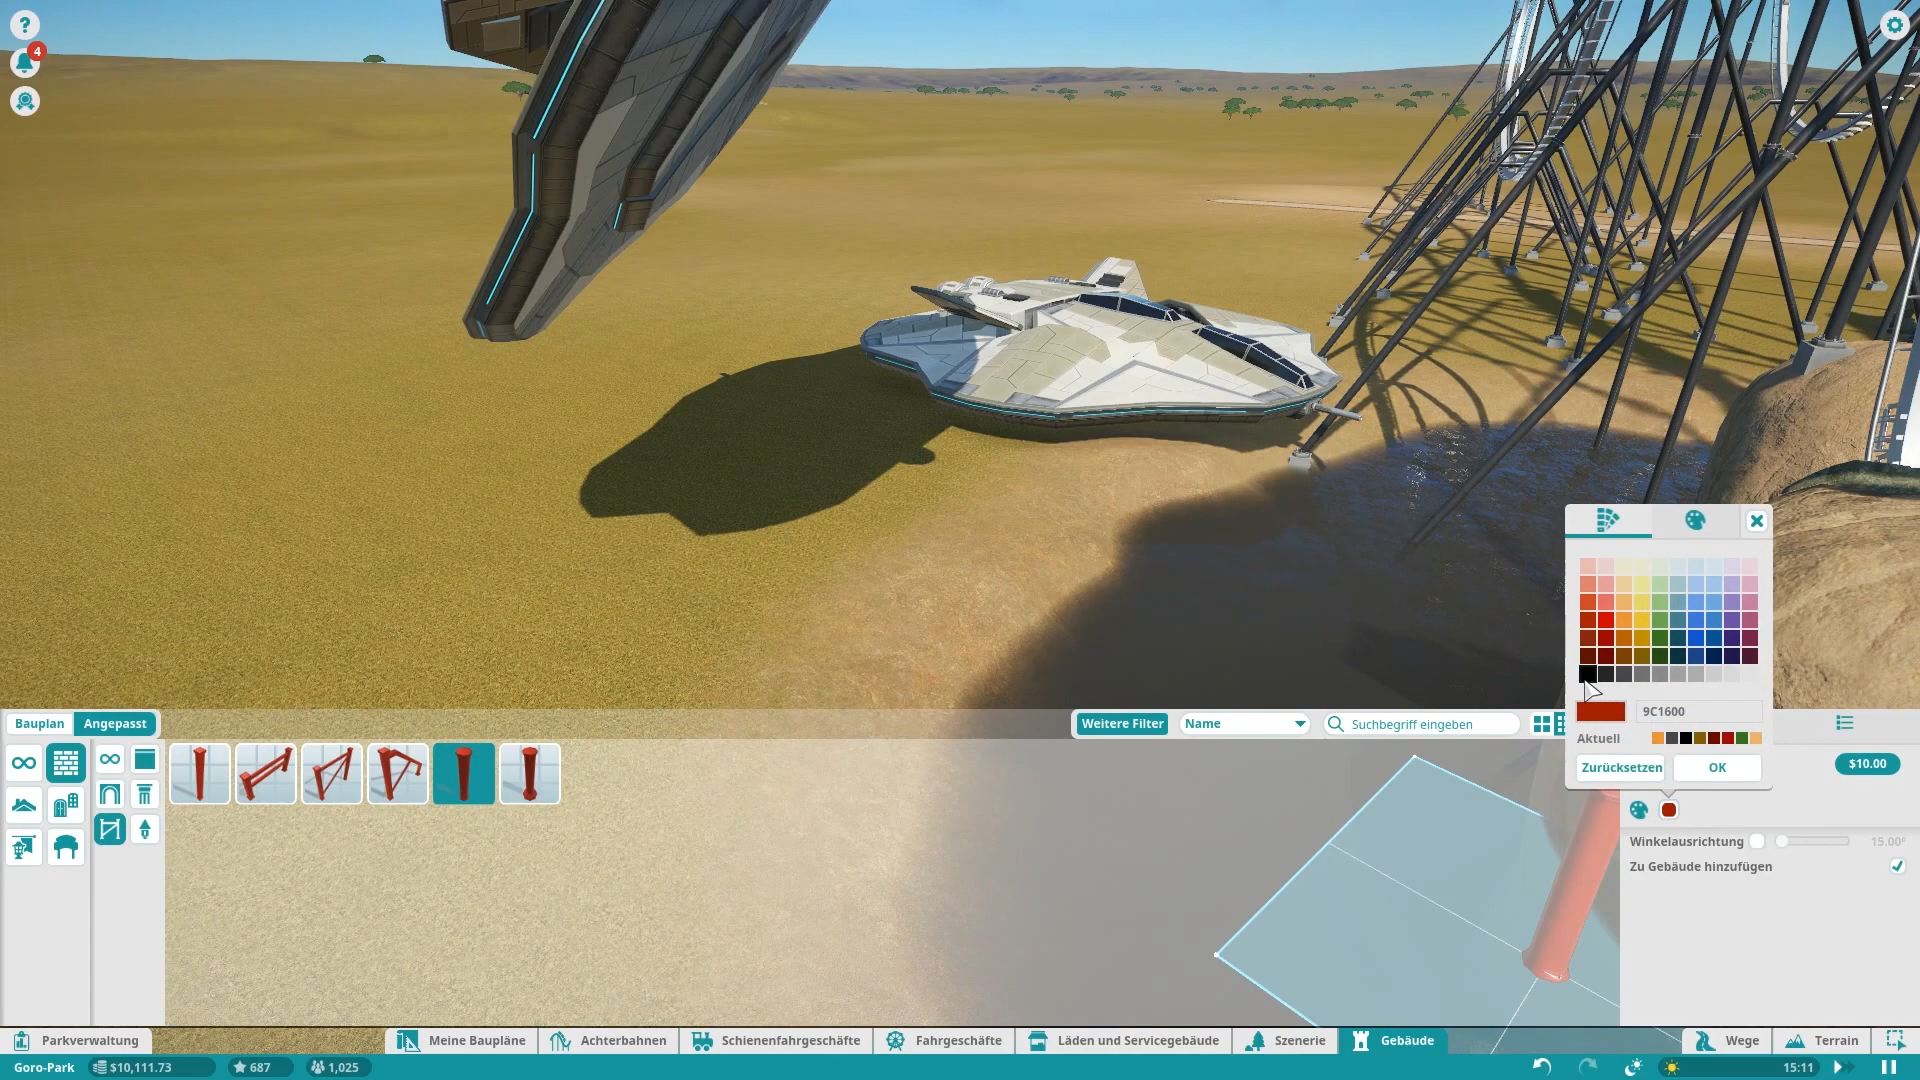 ?
4
Bauplan
Angepasst
Weitere Filter
Name
Suchbegriff eingeben
9C1600
Aktuell
Zurücksetzen
OK
$10.00
Winkelausrichtung
15.00°
Zu Gebäude hinzufügen
Parkverwaltung
Meine Baupläne
Achterbahnen
Schienenfahrgeschäfte
Fahrgeschäfte
Läden und Servicegebäude
Szenerie
Gebäude
Wege
Terrain
Goro-Park
$10,111.73
687
1,025
15:11